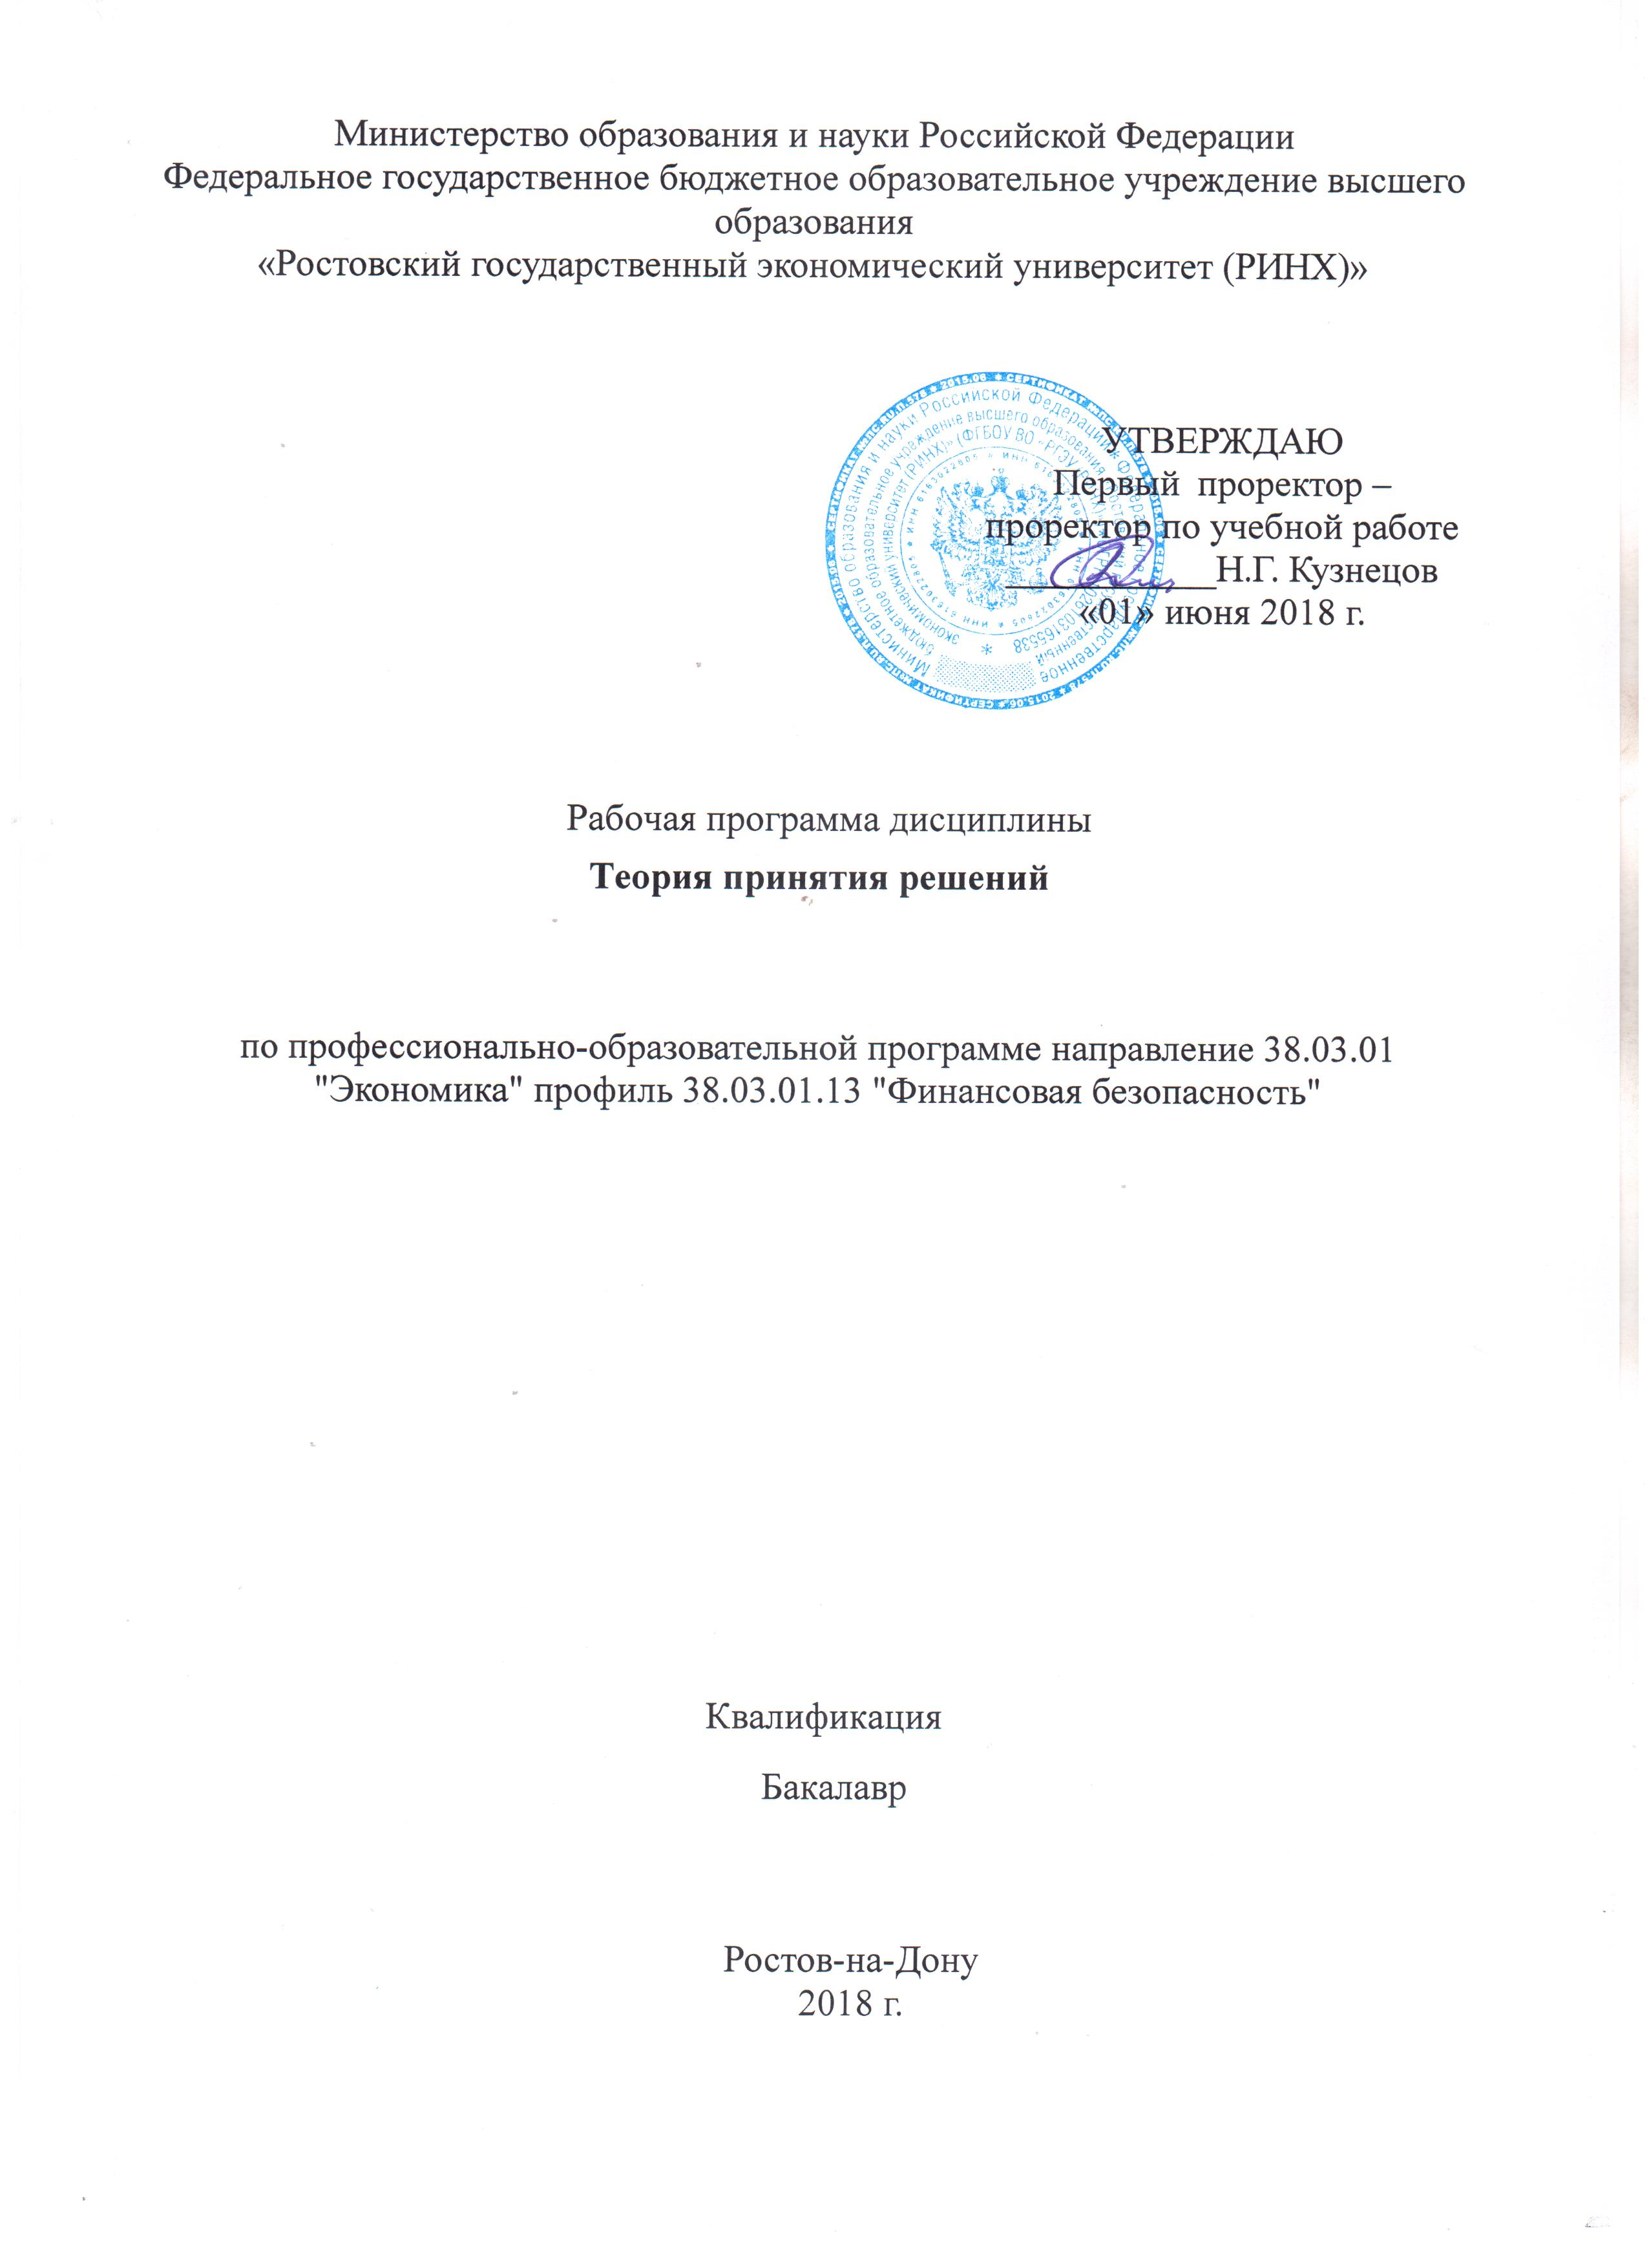 Министерство образования и науки Российской Федерации
Федеральное государственное бюджетное образовательное учреждение высшего
образования
«Ростовский государственный экономический университет (РИНХ)»
УТВЕРЖДАЮ
Первый проректор –
проректор по учебной работе
____________Н.Г. Кузнецов
«01» июня 2018 г.
Рабочая программа дисциплины
Теория принятия решений
по профессионально-образовательной программе направление 38.03.01
"Экономика" профиль 38.03.01.13 "Финансовая безопасность"
Квалификация
Бакалавр
Ростов-на-Дону
2018 г.